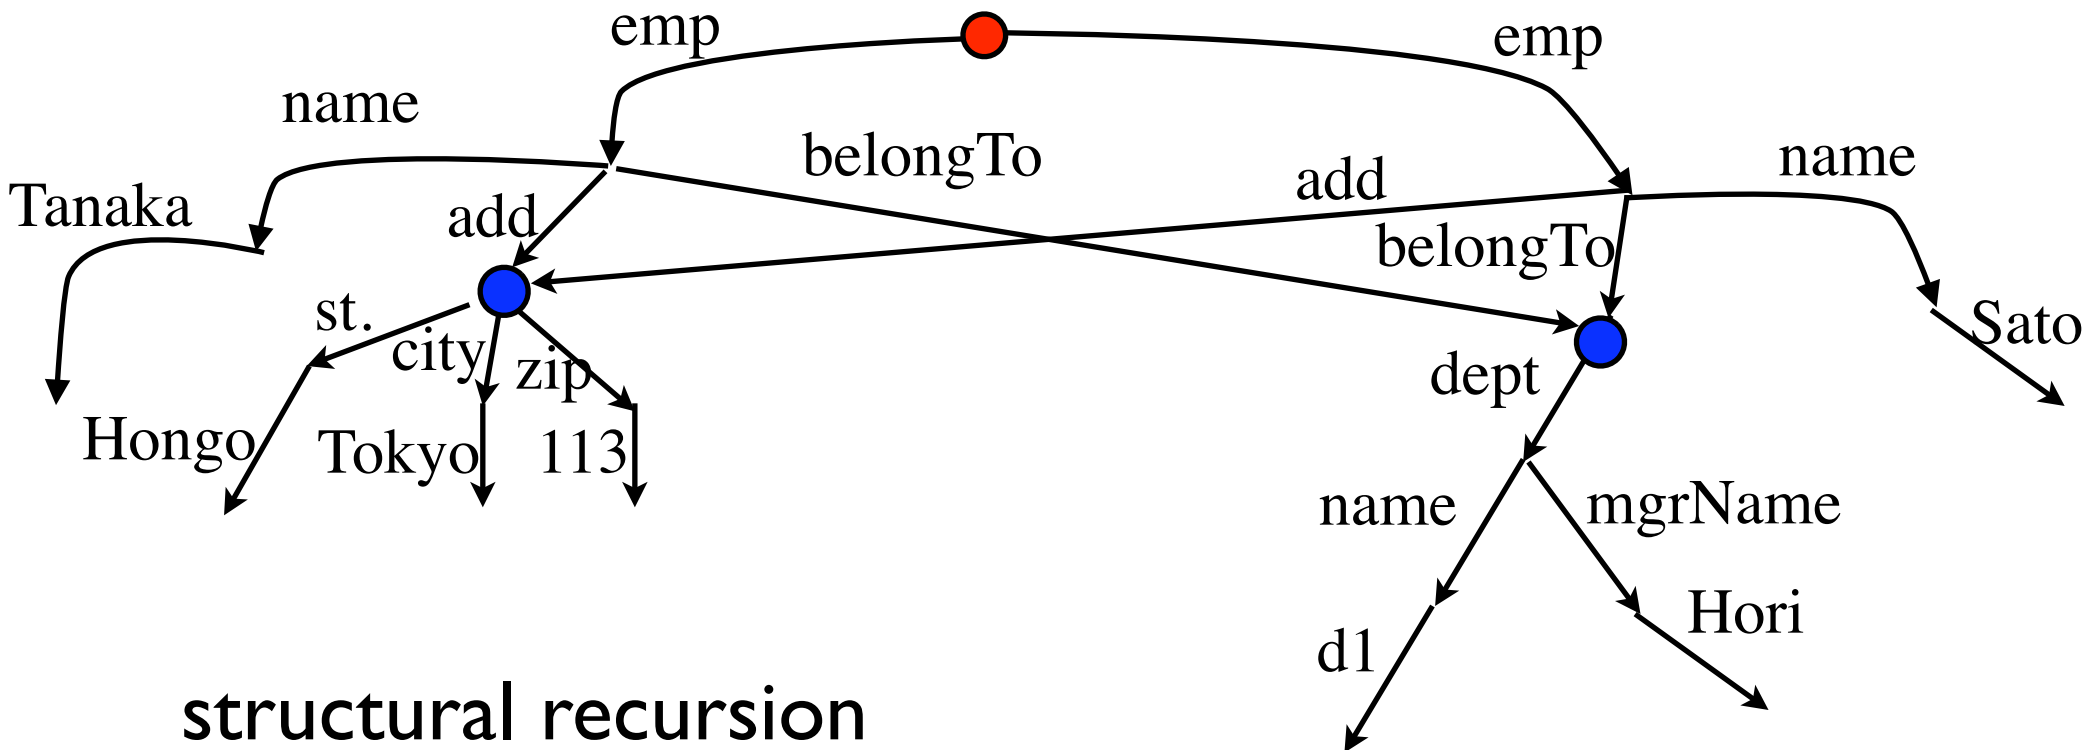 emp
emp
name
belongTo
add
name
Tanaka
add
belongTo
st.
city
zip
Sato
dept
Hongo
Tokyo
113
name
mgrName
Hori
d1
structural recursion